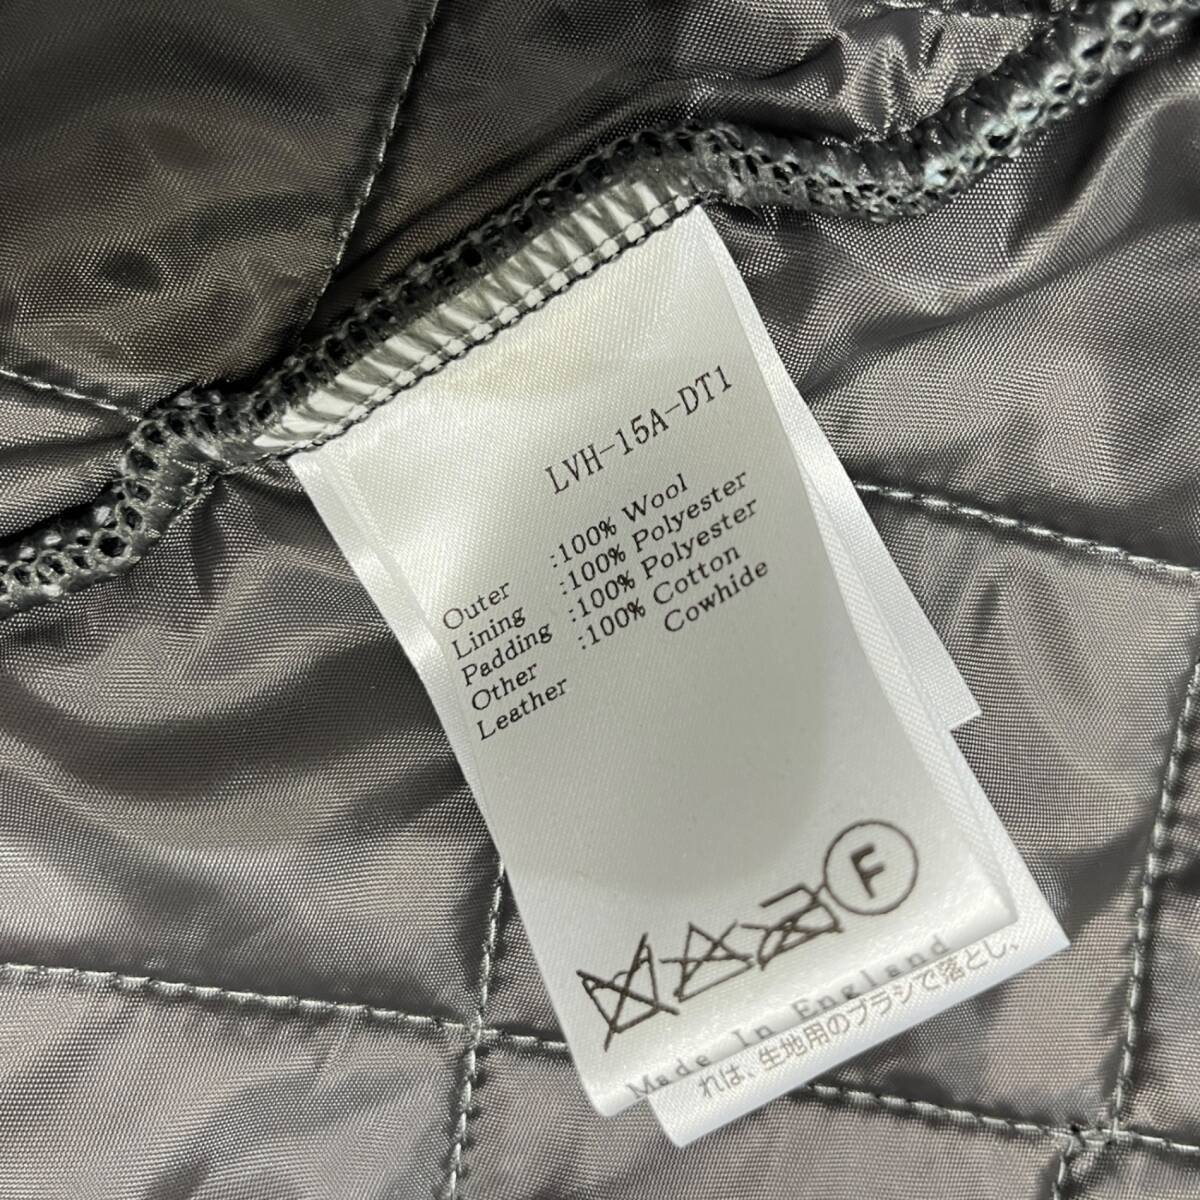 LVH-15A-DT1
Outer :100% Wool
Lining :100% Polyester
Padding :100% Polyester
Other :100% Cotton
Leather Cowhide
F
Made In England
れは、生地用のブラシで落とし、